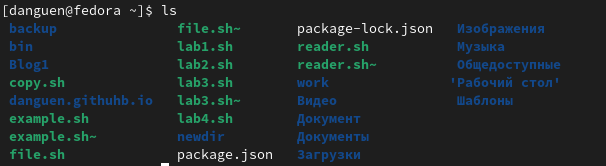 [danguen@fedora ~]$ ls
backup file.sh~ package-lock.json Изображения
bin lab1.sh reader.sh Музыка
Blog1 lab2.sh reader.sh~ Общедоступные
copy.sh lab3.sh work 'Рабочий стол'
danguen.githuhb.io lab3.sh~ Видео Шаблоны
example.sh lab4.sh Документ
example.sh~ newdir Документы
file.sh package.json Загрузки